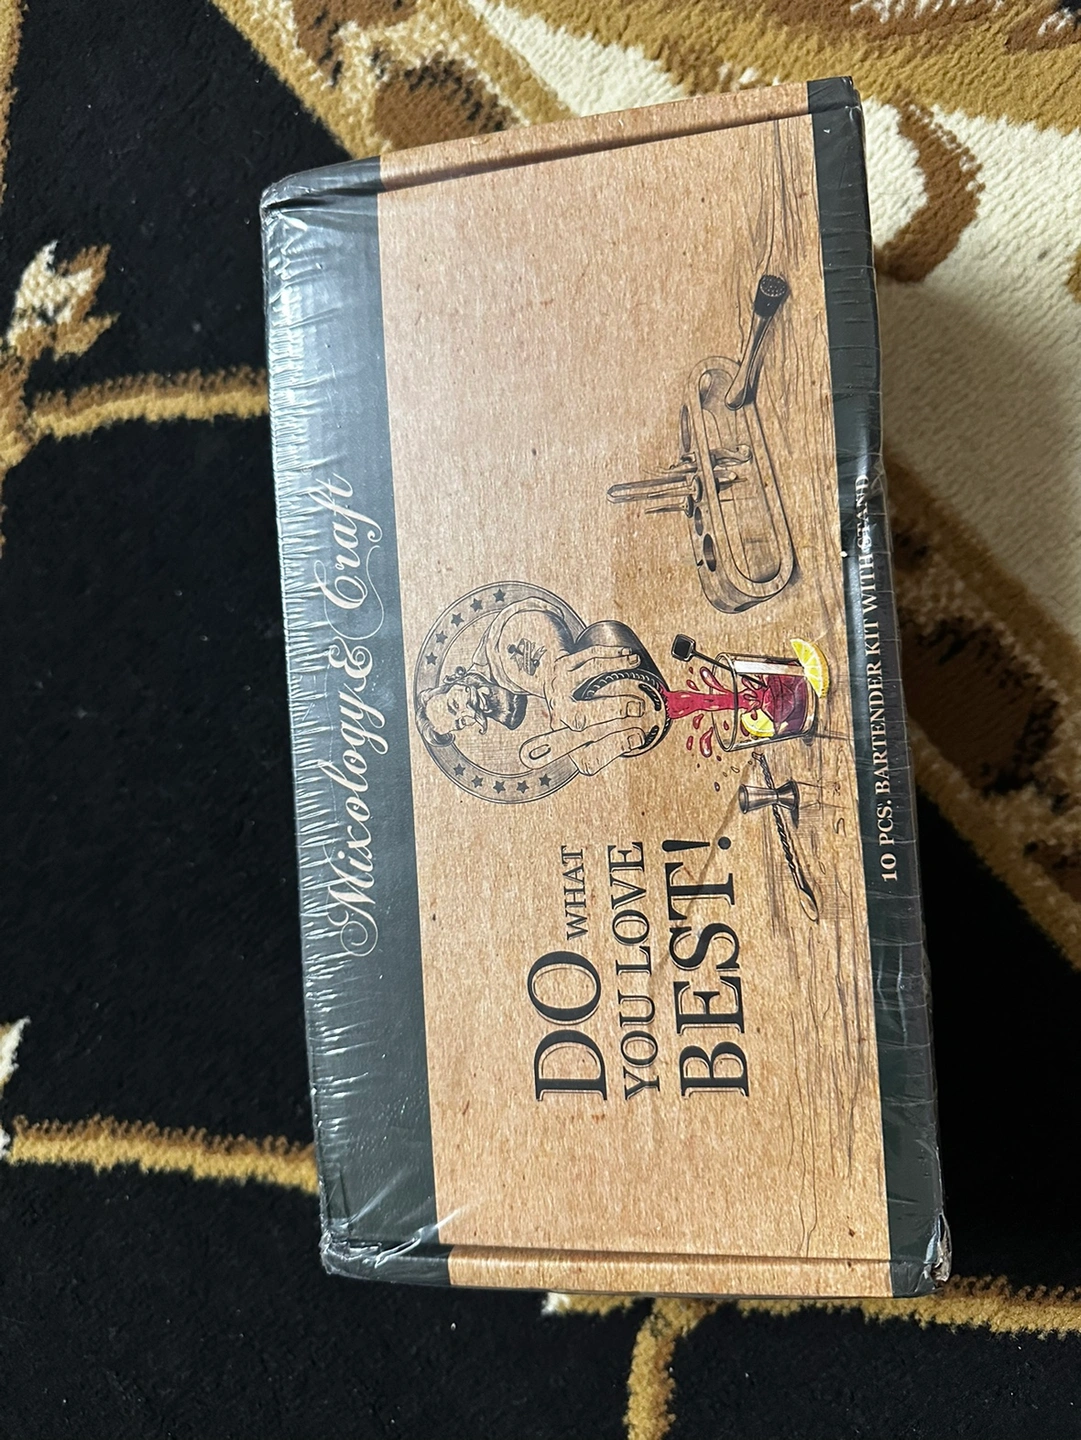 Mixology & Craft
DO WHAT
YOU LOVE
BEST!
10 PCS. BARTENDER KIT WITH STAND